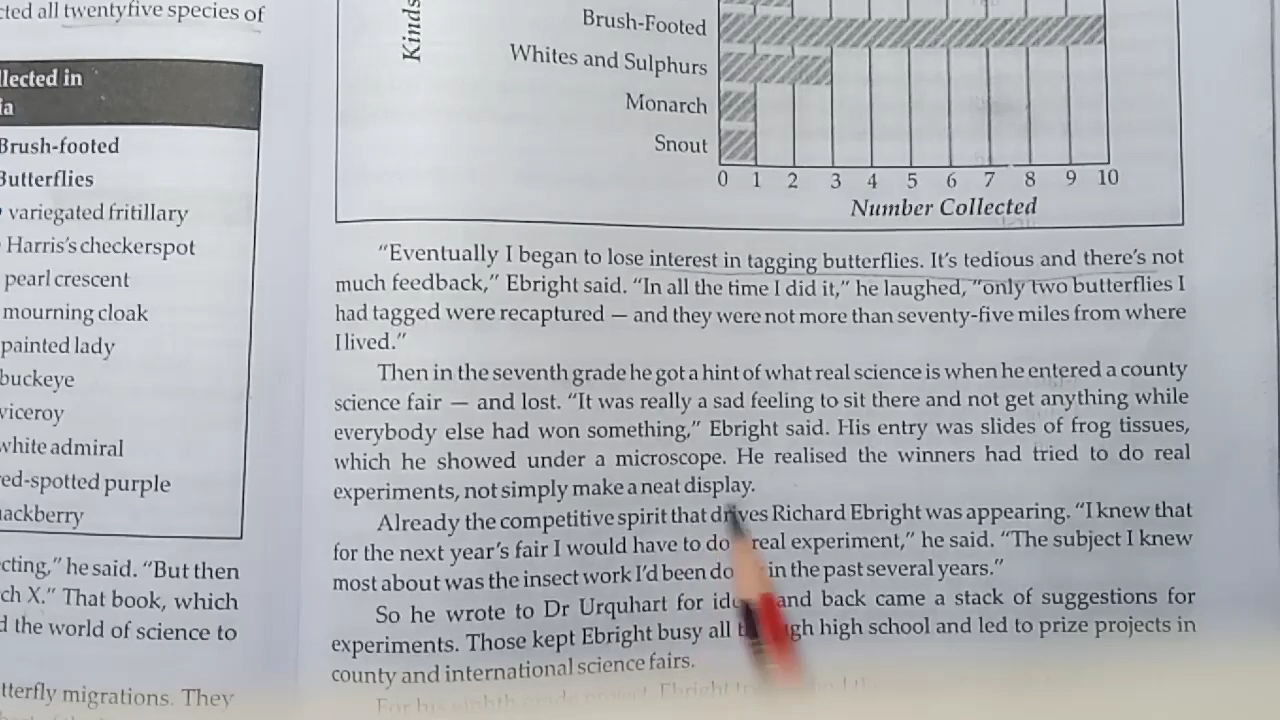 cted all twentyfive species of
llected in
ia
Brush-footed
Butterflies
variegated fritillary
Harris's checkerspot
pearl crescent
mourning cloak
painted lady
buckeye
viceroy
white admiral
red-spotted purple
hackberry
cting," he said. "But then
ch X." That book, which
d the world of science to
tterfly migrations. They
Kinds
Brush-Footed
Whites and Sulphurs
Monarch
Snout
0 1 2 3 4 5 6 7 8 9 10
Number Collected
"Eventually I began to lose interest in tagging butterflies. It's tedious and there's not
much feedback," Ebright said. "In all the time I did it," he laughed, "only two butterflies I
had tagged were recaptured — and they were not more than seventy-five miles from where
I lived."
Then in the seventh grade he got a hint of what real science is when he entered a county
science fair — and lost. "It was really a sad feeling to sit there and not get anything while
everybody else had won something," Ebright said. His entry was slides of frog tissues,
which he showed under a microscope. He realised the winners had tried to do real
experiments, not simply make a neat display.
Already the competitive spirit that drives Richard Ebright was appearing. "I knew that
for the next year's fair I would have to do real experiment," he said. "The subject I knew
most about was the insect work I'd been do in the past several years."
So he wrote to Dr Urquhart for ide and back came a stack of suggestions for
experiments. Those kept Ebright busy all t gh high school and led to prize projects in
county and international science fairs.
For his eighth grade project, Ebright